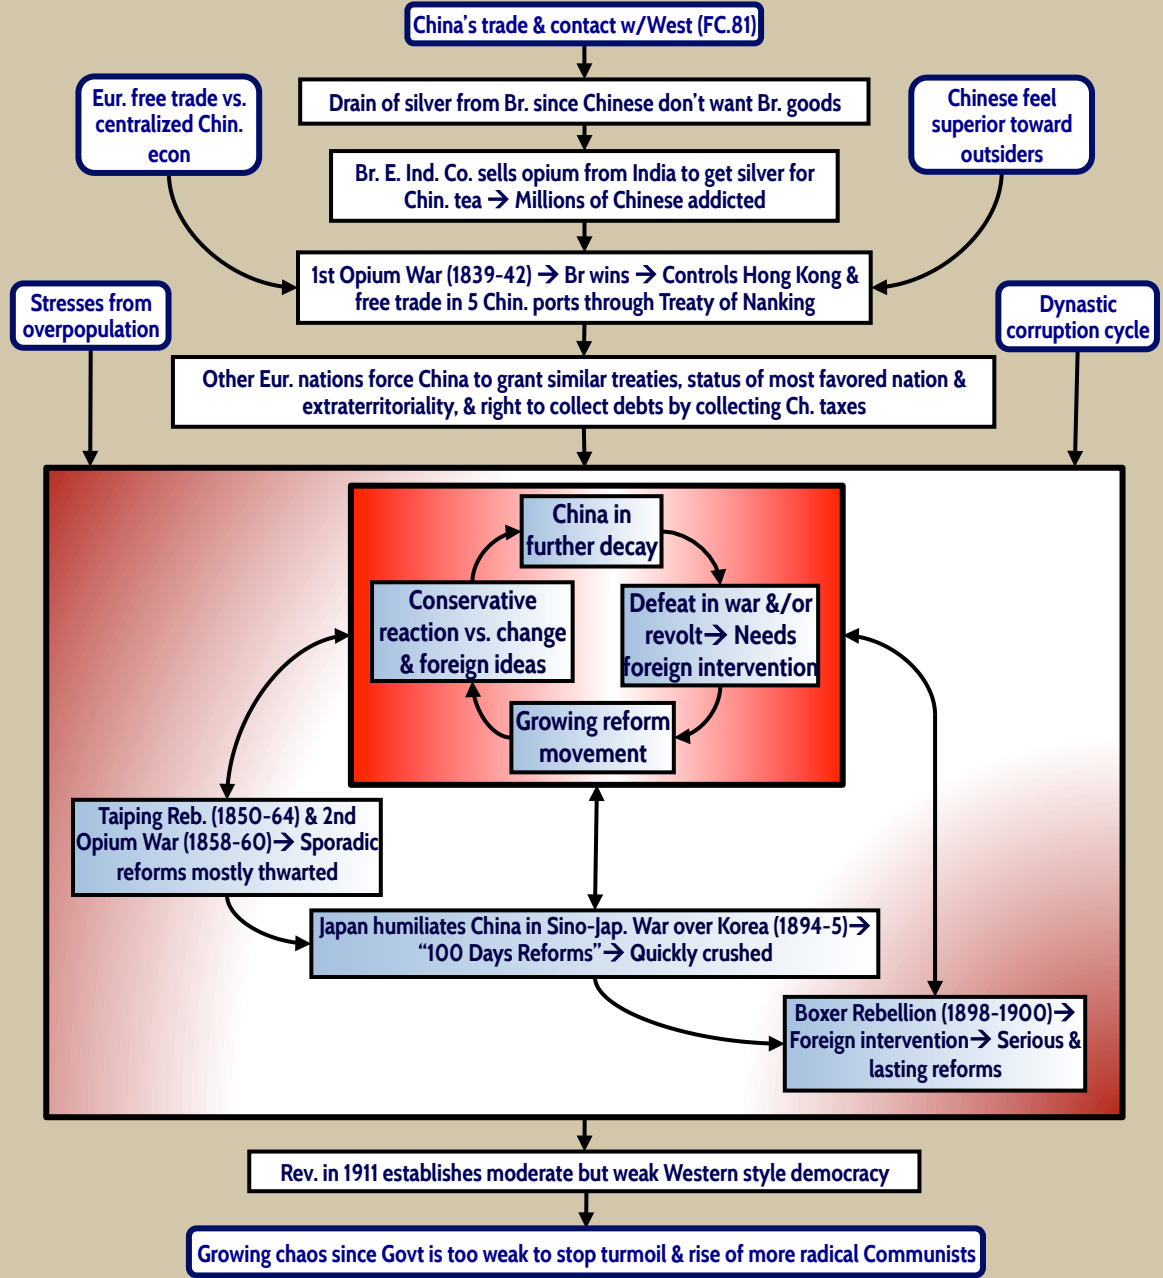 China's trade & contact w/West (FC.81)
Eur. free trade vs.
centralized Chin.
econ
Drain of silver from Br. since Chinese don't want Br. goods
Chinese feel
superior toward
outsiders
Br. E. Ind. Co. sells opium from India to get silver for
Chin. tea → Millions of Chinese addicted
1st Opium War (1839-42) → Br wins → Controls Hong Kong &
free trade in 5 Chin. ports through Treaty of Nanking
Stresses from
overpopulation
Dynastic
corruption cycle
Other Eur. nations force China to grant similar treaties, status of most favored nation &
extraterritoriality, & right to collect debts by collecting Ch. taxes
China in
further decay
Conservative
reaction vs. change
& foreign ideas
Defeat in war &/or
revolt→ Needs
foreign intervention
Growing reform
movement
Taiping Reb. (1850-64) & 2nd
Opium War (1858-60)→ Sporadic
reforms mostly thwarted
Japan humiliates China in Sino-Jap. War over Korea (1894-5)→
“100 Days Reforms”→ Quickly crushed
Boxer Rebellion (1898-1900)→
Foreign intervention→ Serious &
lasting reforms
Rev. in 1911 establishes moderate but weak Western style democracy
Growing chaos since Govt is too weak to stop turmoil & rise of more radical Communists